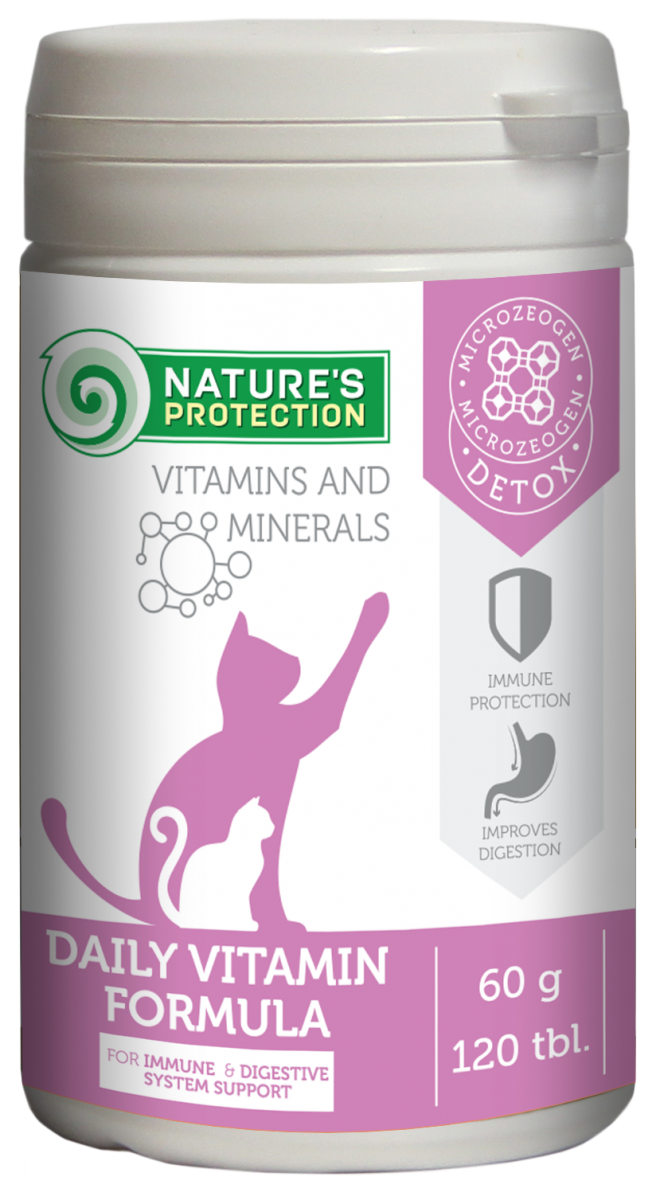 NATURE'S
PROTECTION
VITAMINS AND
MINERALS
• MICROZEOGEN •
• MICROZEOGEN •
• DETOX •
IMMUNE
PROTECTION
IMPROVES
DIGESTION
DAILY VITAMIN
FORMULA
FOR IMMUNE & DIGESTIVE
SYSTEM SUPPORT
60 g
120 tbl.